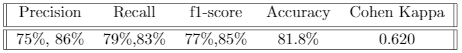 Precision Recall f1-score Accuracy Cohen Kappa
75%, 86% 79%,83% 77%,85% 81.8% 0.620